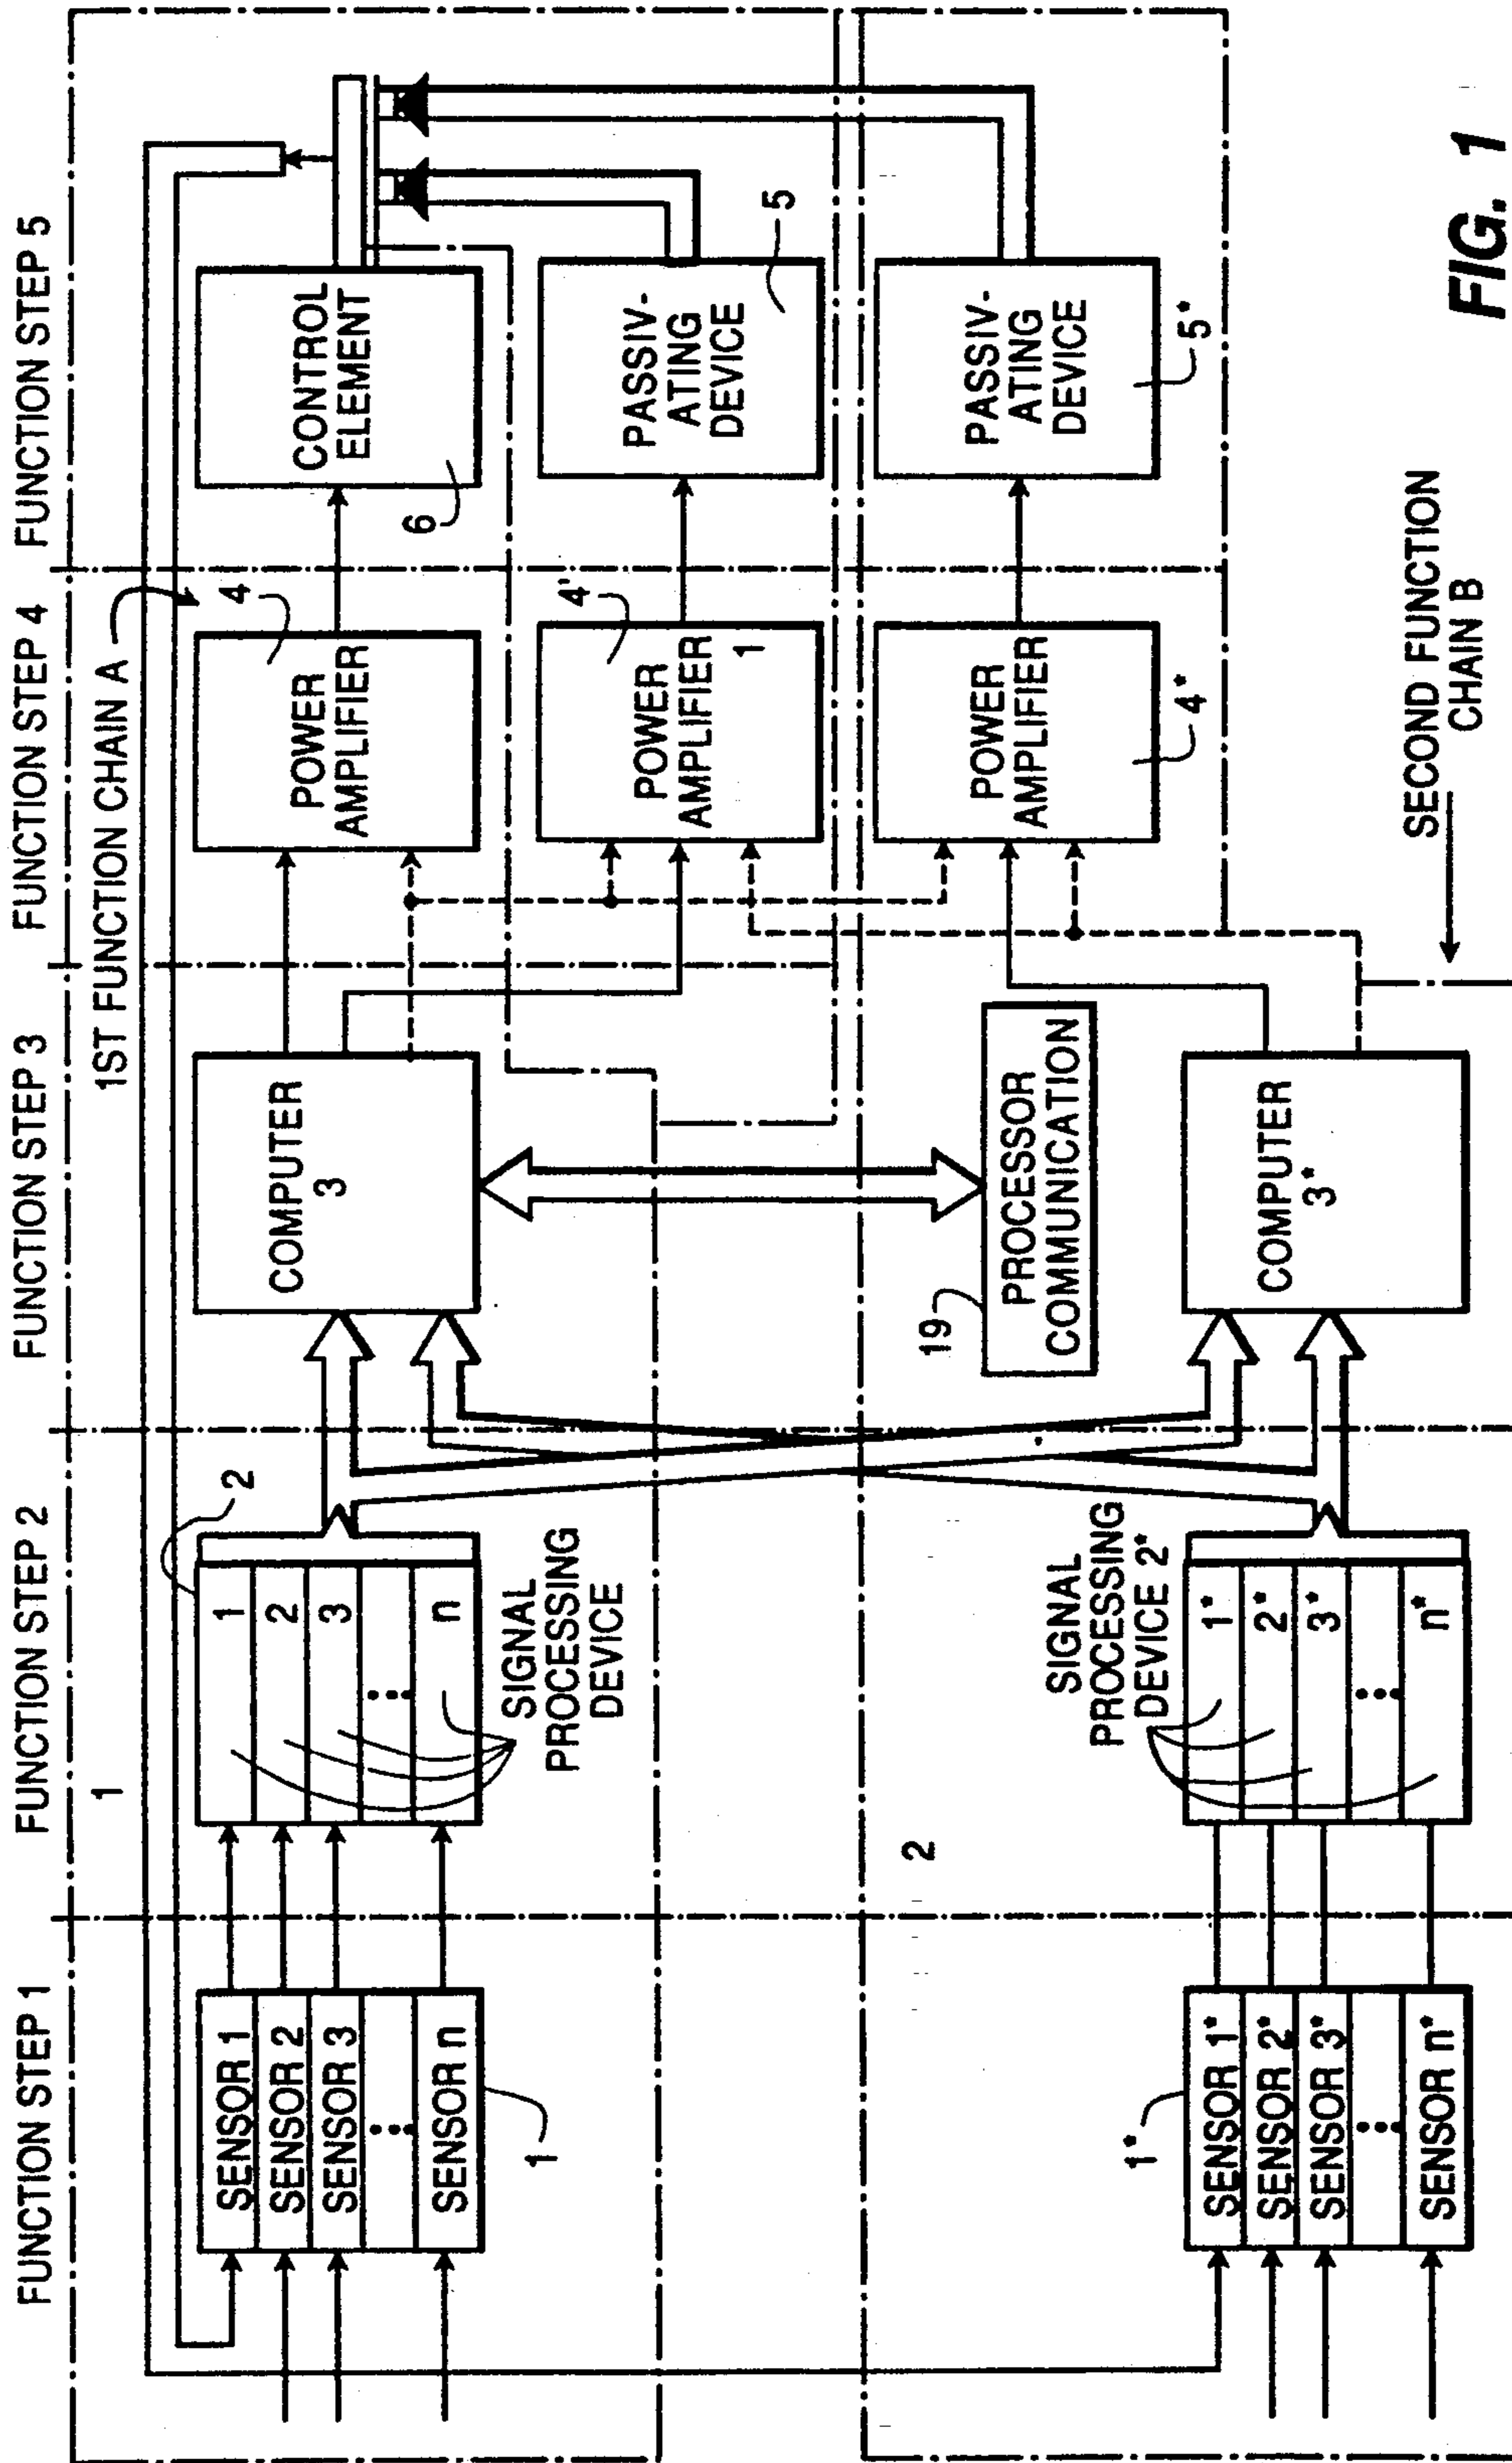 FUNCTION STEP 1
FUNCTION STEP 2
FUNCTION STEP 3
FUNCTION STEP 4
FUNCTION STEP 5
1ST FUNCTION CHAIN A
1
SENSOR 1
SENSOR 2
SENSOR 3
SENSOR n
1
2
1
2
3
n
SIGNAL
PROCESSING
DEVICE
COMPUTER
3
4
POWER
AMPLIFIER
CONTROL
ELEMENT
6
4'
POWER
AMPLIFIER
1
PASSIV-
ATING
DEVICE
5
2
19
PROCESSOR
COMMUNICATION
POWER
AMPLIFIER
4*
PASSIV-
ATING
DEVICE
5*
1*
SENSOR 1*
SENSOR 2*
SENSOR 3*
SENSOR n*
SIGNAL
PROCESSING
DEVICE 2*
1*
2*
3*
n*
COMPUTER
3*
SECOND FUNCTION
CHAIN B
FIG. 1